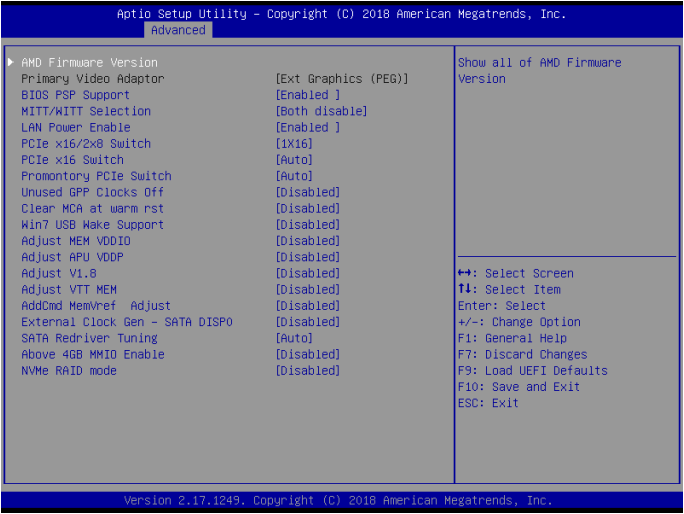 Aptio Setup Utility – Copyright (C) 2018 American Megatrends, Inc.
Advanced
AMD Firmware Version
Primary Video Adaptor [Ext Graphics (PEG)]
BIOS PSP Support [Enabled ]
MITT/WITT Selection [Both disable]
LAN Power Enable [Enabled ]
PCIe x16/2x8 Switch [1X16]
PCIe x16 Switch [Auto]
Promontory PCIe Switch [Auto]
Unused GPP Clocks Off [Disabled]
Clear MCA at warm rst [Disabled]
Win7 USB Wake Support [Disabled]
Adjust MEM VDDIO [Disabled]
Adjust APU VDDP [Disabled]
Adjust V1.8 [Disabled]
Adjust VTT MEM [Disabled]
AddCmd MemVref Adjust [Disabled]
External Clock Gen – SATA DISP0 [Disabled]
SATA Redriver Tuning [Auto]
Above 4GB MMIO Enable [Disabled]
NVMe RAID mode [Disabled]
Show all of AMD Firmware
Version
↔: Select Screen
↑↓: Select Item
Enter: Select
+/-: Change Option
F1: General Help
F7: Discard Changes
F9: Load UEFI Defaults
F10: Save and Exit
ESC: Exit
Version 2.17.1249. Copyright (C) 2018 American Megatrends, Inc.